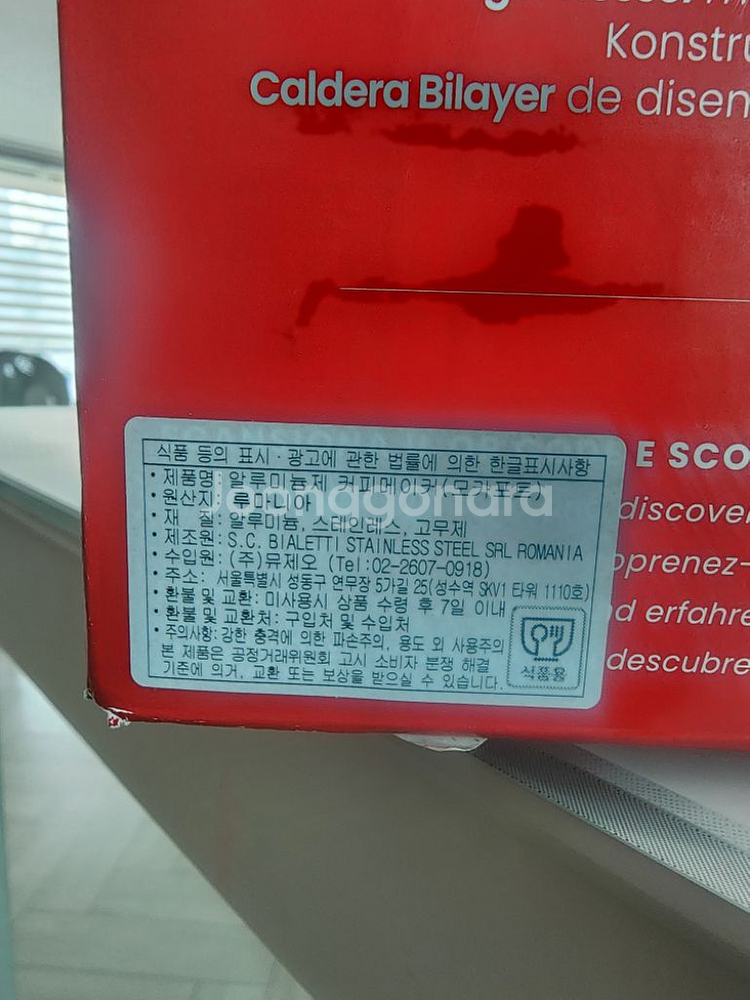 Konstru
Caldera Bilayer de disen
식품 등의 표시·광고에 관한 법률에 의한 한글표시사항
• 제품명: 알루미늄제 커피메이커(모카포트)
• 원산지: 루마니아
• 재 질: 알루미늄, 스테인레스, 고무제
• 제조원: S.C. BIALETTI STAINLESS STEEL SRL ROMANIA
• 수입원: (주)뮤제오 (Tel:02-2607-0918)
• 주소: 서울특별시 성동구 연무장 5가길 25(성수역 SKV1 타워 1110호)
• 환불 및 교환: 미사용시 상품 수령 후 7일 이내
• 환불 및 교환처: 구입처 및 수입처
• 주의사항: 강한 충격에 의한 파손주의, 용도 외 사용주의
본 제품은 공정거래위원회 고시 소비자 분쟁 해결
기준에 의거, 교환 또는 보상을 받으실 수 있습니다.
식품용
E SCO
discover
oprenez-
nd erfahre
descubre
Joonggonara